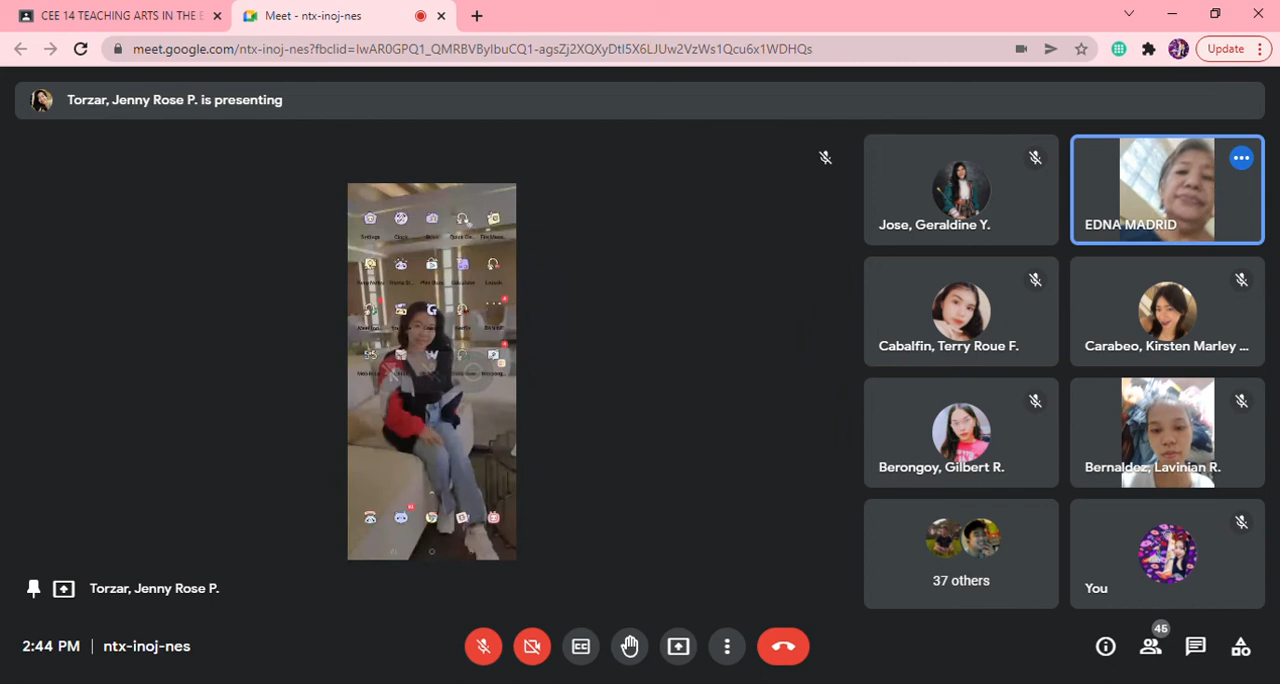 CEE 14 TEACHING ARTS IN THE E
Meet - ntx-inoj-nes
meet.google.com/ntx-inoj-nes?fbclid=IwAR0GPQ1_QMRBVByIbuCQ1-agsZj2XQXyDtI5X6LJUw2VzWs1Qcu6x1WDHQs
Update
Torzar, Jenny Rose P. is presenting
Jose, Geraldine Y.
EDNA MADRID
Cabalfin, Terry Roue F.
Carabeo, Kirsten Marley ...
Berongoy, Gilbert R.
Bernaldez, Lavinian R.
37 others
You
Settings
Clock
Torzar, Jenny Rose P.
2:44 PM
ntx-inoj-nes
45